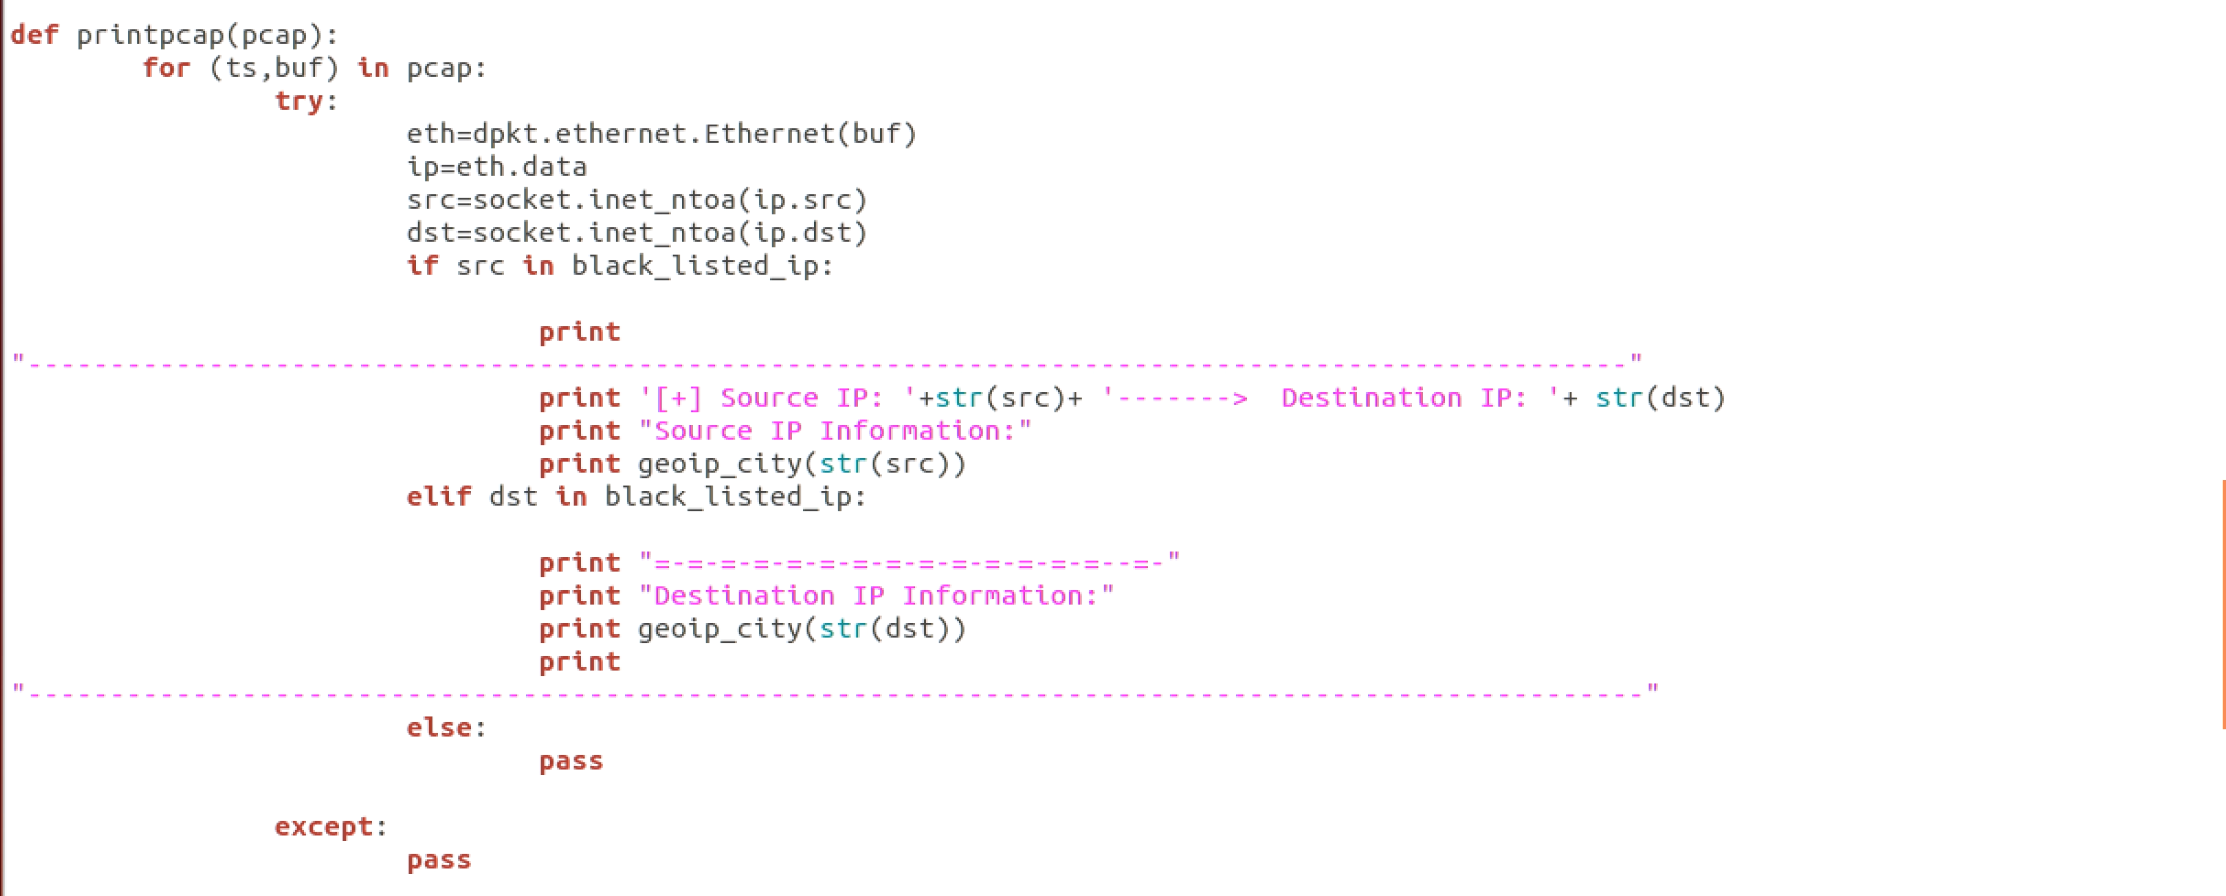 def printpcap(pcap):
for (ts,buf) in pcap:
try:
eth=dpkt.ethernet.Ethernet(buf)
ip=eth.data
src=socket.inet_ntoa(ip.src)
dst=socket.inet_ntoa(ip.dst)
if src in black_listed_ip:
print
"-------------------------------------------------------------------------------------------------"
print '[+] Source IP: '+str(src)+ '------->  Destination IP: '+ str(dst)
print "Source IP Information:"
print geoip_city(str(src))
elif dst in black_listed_ip:
print "=-=-=-=-=-=-=-=-=-=-=-=-=-=--=-"
print "Destination IP Information:"
print geoip_city(str(dst))
print
"--------------------------------------------------------------------------------------------------"
else:
pass
except:
pass